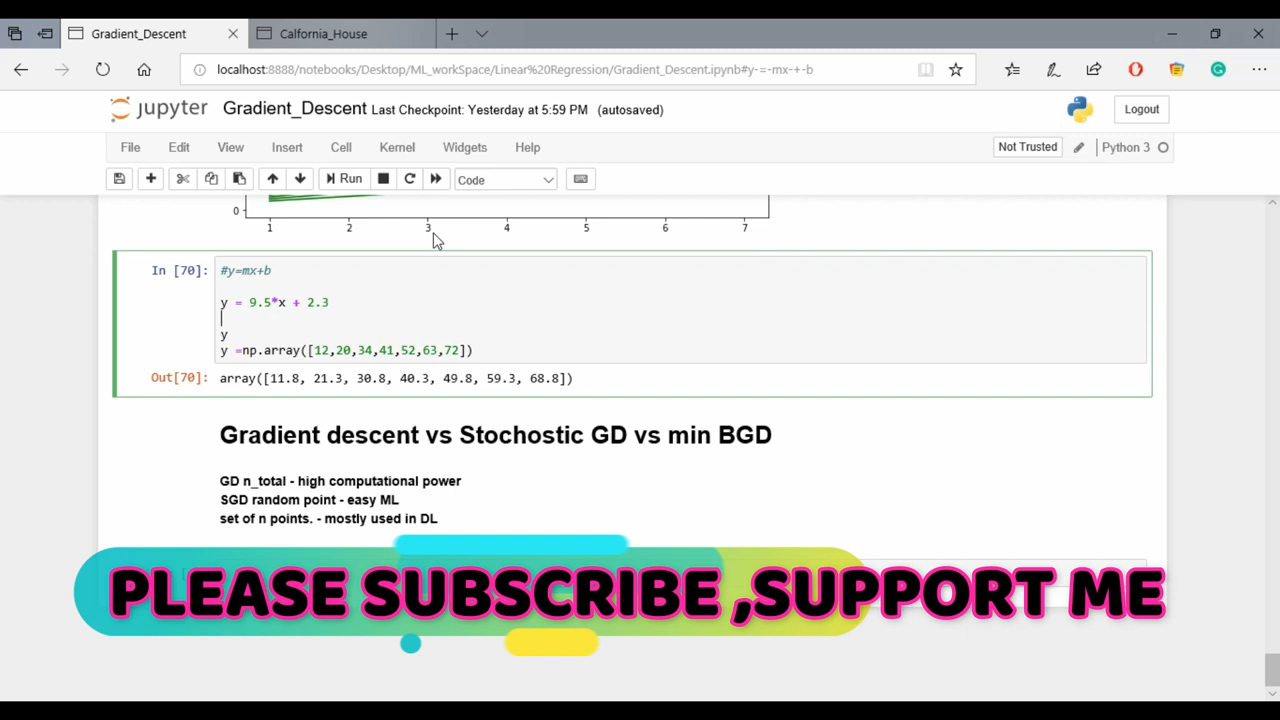 Gradient_Descent
Calfornia_House
localhost:8888/notebooks/Desktop/ML_workSpace/Linear%20Regression/Gradient_Descent.ipynb#y-=-mx-+-b
jupyter Gradient_Descent Last Checkpoint: Yesterday at 5:59 PM (autosaved)
Logout
File Edit View Insert Cell Kernel Widgets Help
Not Trusted
Python 3
Run
Code
0
1 2 3 4 5 6 7
In [70]: #y=mx+b
y = 9.5*x + 2.3
y
y =np.array([12,20,34,41,52,63,72])
Out[70]: array([11.8, 21.3, 30.8, 40.3, 49.8, 59.3, 68.8])
Gradient descent vs Stochostic GD vs min BGD
GD n_total - high computational power
SGD random point - easy ML
set of n points. - mostly used in DL
PLEASE SUBSCRIBE ,SUPPORT ME